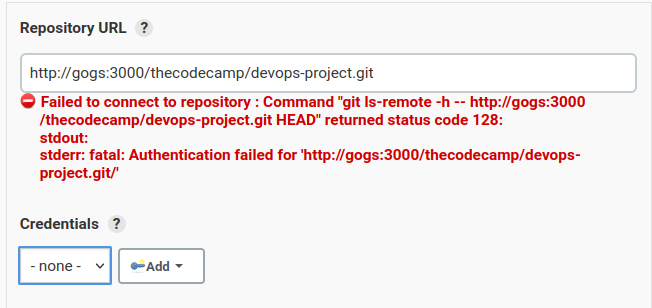 Repository URL ?
http://gogs:3000/thecodecamp/devops-project.git
Failed to connect to repository : Command "git ls-remote -h -- http://gogs:3000
/thecodecamp/devops-project.git HEAD" returned status code 128:
stdout:
stderr: fatal: Authentication failed for 'http://gogs:3000/thecodecamp/devops-
project.git/'
Credentials ?
- none -
Add